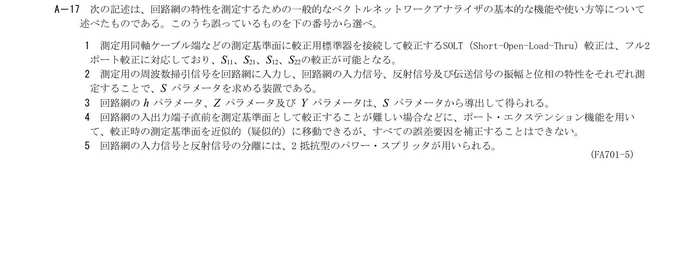 A－17 次の記述は、回路網の特性を測定するための一般的なベクトルネットワークアナライザの基本的な機能や使い方等について
述べたものである。このうち誤っているものを下の番号から選べ。
1 測定用同軸ケーブル端などの測定基準面に較正用標準器を接続して較正するSOLT（Short-Open-Load-Thru）較正は、フル2
ポート較正に対応しており、S₁₁、S₂₁、S₁₂、S₂₂の較正が可能となる。
2 測定用の周波数掃引信号を回路網に入力し、回路網の入力信号、反射信号及び伝送信号の振幅と位相の特性をそれぞれ測
定することで、S パラメータを求める装置である。
3 回路網の h パラメータ、Z パラメータ及び Y パラメータは、S パラメータから導出して得られる。
4 回路網の入出力端子直前を測定基準面として較正することが難しい場合などに、ポート・エクステンション機能を用い
て、較正時の測定基準面を近似的（疑似的）に移動できるが、すべての誤差要因を補正することはできない。
5 回路網の入力信号と反射信号の分離には、2 抵抗型のパワー・スプリッタが用いられる。
(FA701-5)